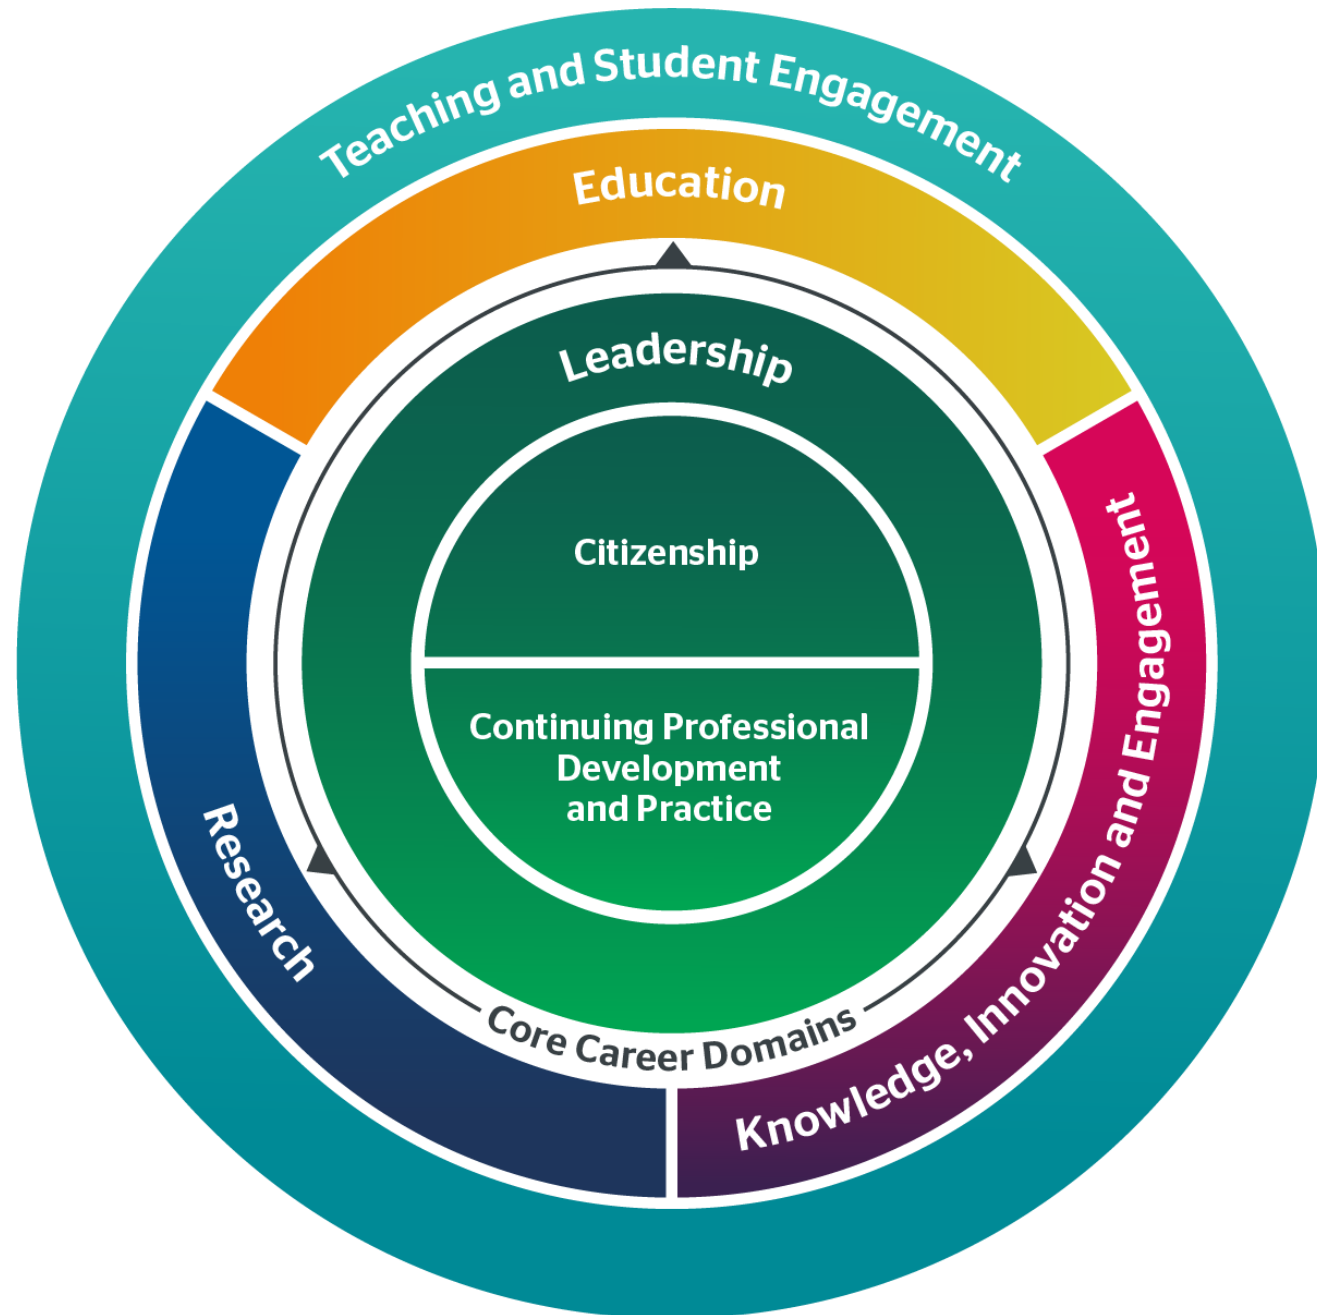 Teaching and Student Engagement
Education
Leadership
Citizenship
Continuing Professional
Development
and Practice
Research
Knowledge, Innovation and Engagement
Core Career Domains